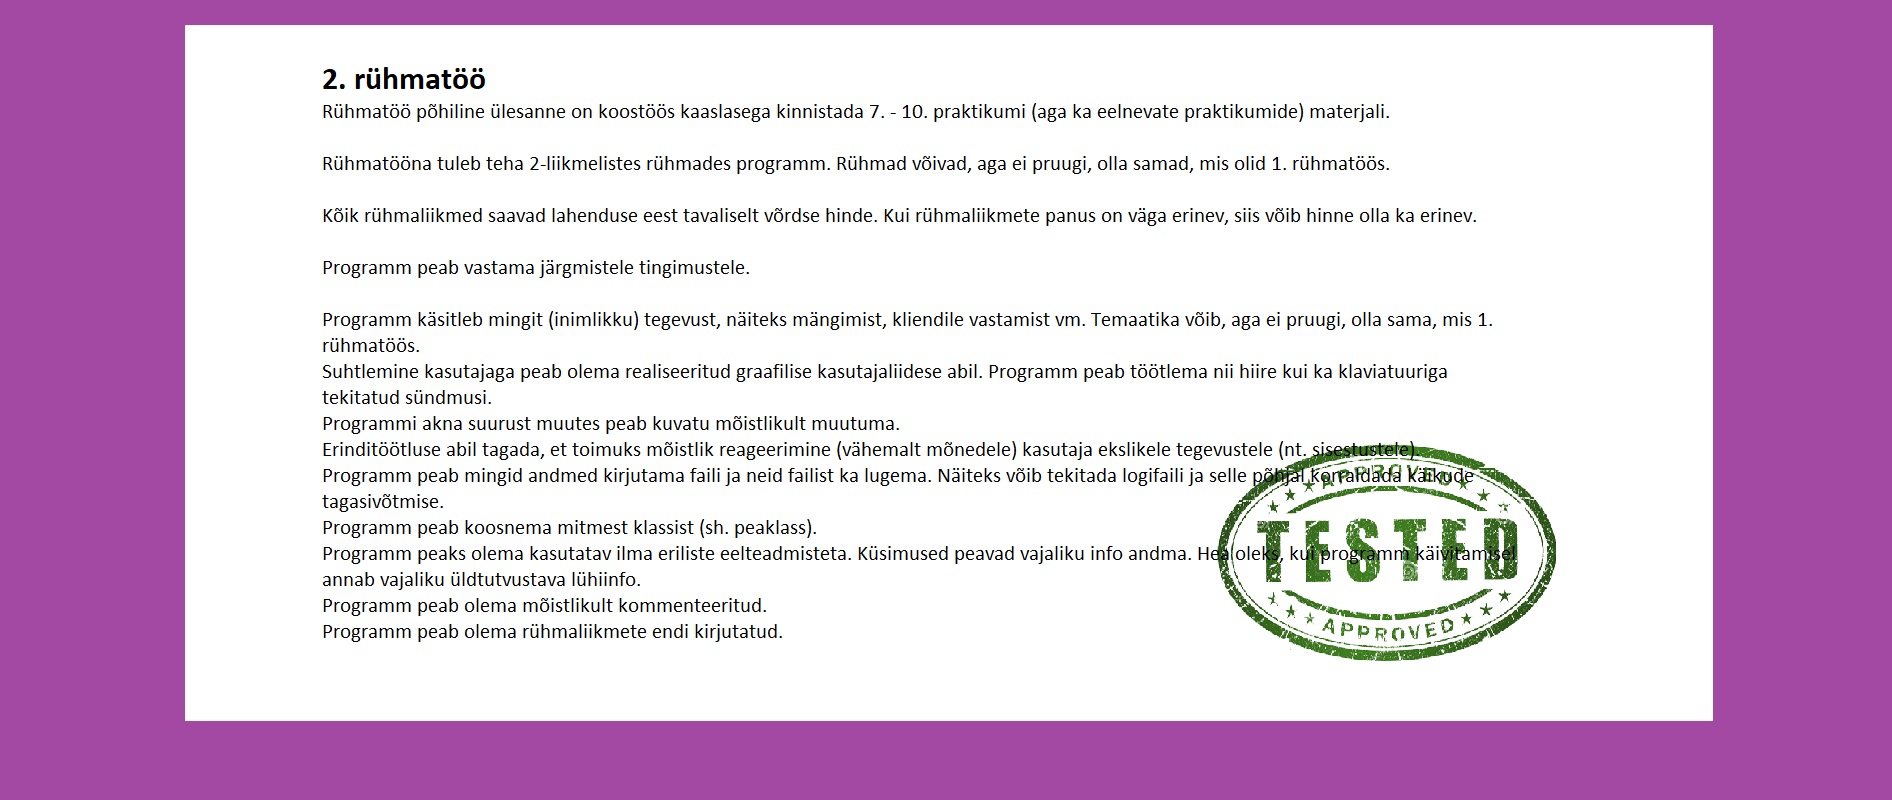 2. rühmatöö
Rühmatöö põhiline ülesanne on koostöös kaaslasega kinnistada 7. - 10. praktikumi (aga ka eelnevate praktikumide) materjali.
Rühmatööna tuleb teha 2-liikmelistes rühmades programm. Rühmad võivad, aga ei pruugi, olla samad, mis olid 1. rühmatöös.
Kõik rühmaliikmed saavad lahenduse eest tavaliselt võrdse hinde. Kui rühmaliikmete panus on väga erinev, siis võib hinne olla ka erinev.
Programm peab vastama järgmistele tingimustele.
Programm käsitleb mingit (inimlikku) tegevust, näiteks mängimist, kliendile vastamist vm. Temaatika võib, aga ei pruugi, olla sama, mis 1.
rühmatöös.
Suhtlemine kasutajaga peab olema realiseeritud graafilise kasutajaliidese abil. Programm peab töötlema nii hiire kui ka klaviatuuriga
tekitatud sündmusi.
Programmi akna suurust muutes peab kuvatu mõistlikult muutuma.
Erinditöötluse abil tagada, et toimuks mõistlik reageerimine (vähemalt mõnedele) kasutaja ekslikele tegevustele (nt. sisestustele).
Programm peab mingid andmed kirjutama faili ja neid failist ka lugema. Näiteks võib tekitada logifaili ja selle põhjal korraldada käikude
tagasivõtmise.
Programm peab koosnema mitmest klassist (sh. peaklass).
Programm peaks olema kasutatav ilma eriliste eelteadmisteta. Küsimused peavad vajaliku info andma. Hea oleks, kui programm käivitamisel
annab vajaliku üldtutvustava lühiinfo.
Programm peab olema mõistlikult kommenteeritud.
Programm peab olema rühmaliikmete endi kirjutatud.
APPROVED
TESTED
APPROVED